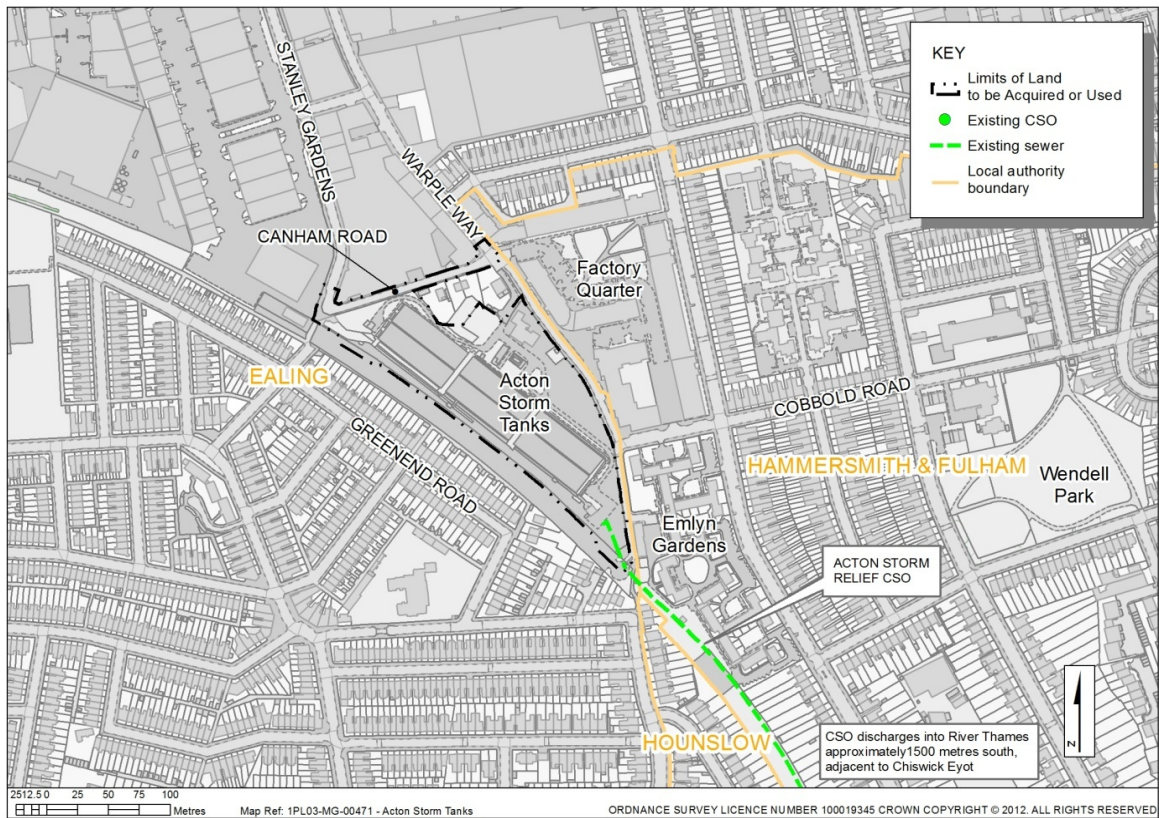 KEY
Limits of Land
to be Acquired or Used
Existing CSO
Existing sewer
Local authority
boundary
STANLEY GARDENS
WARPLE WAY
CANHAM ROAD
Factory
Quarter
EALING
Acton
Storm
Tanks
GREENEND ROAD
COBBOLD ROAD
HAMMERSMITH & FULHAM
Wendell
Park
Emlyn
Gardens
ACTON STORM
RELIEF CSO
HOUNSLOW
CSO discharges into River Thames
approximately1500 metres south,
adjacent to Chiswick Eyot
N
2512.5 0 25 50 75 100
Metres
Map Ref: 1PL03-MG-00471 - Acton Storm Tanks
ORDNANCE SURVEY LICENCE NUMBER 100019345 CROWN COPYRIGHT © 2012. ALL RIGHTS RESERVED